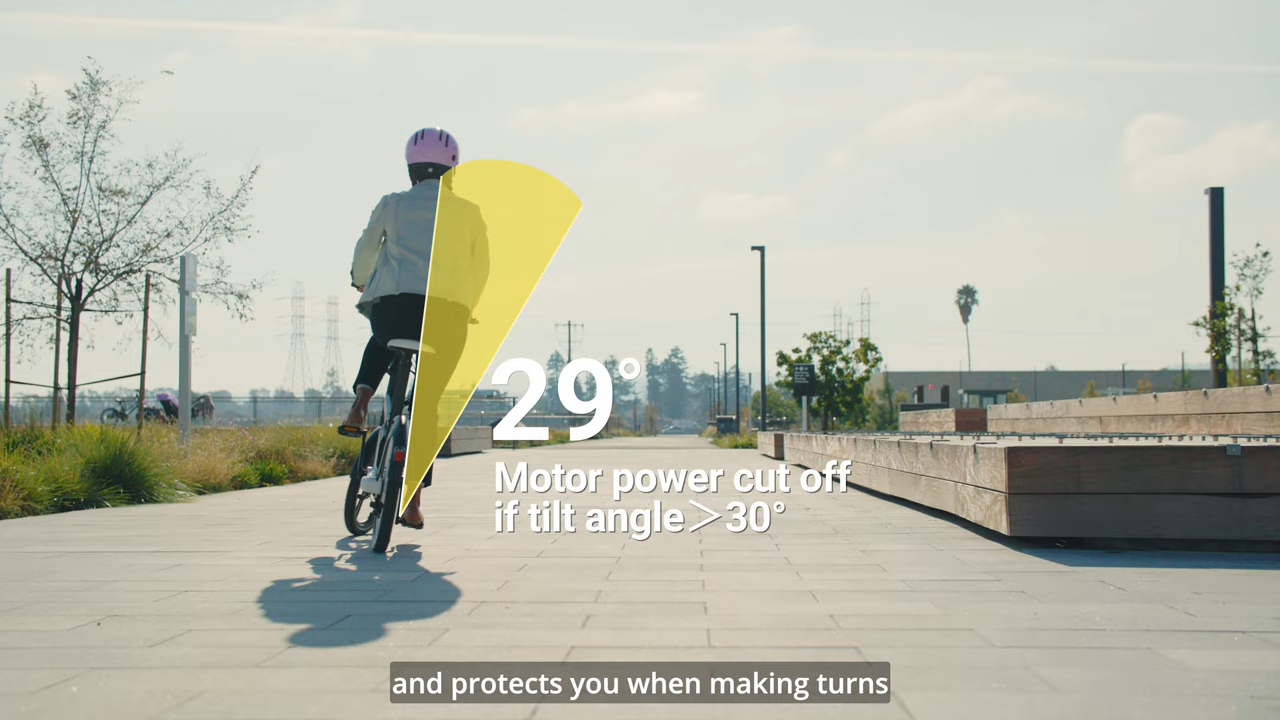 29°
Motor power cut off
if tilt angle＞30°
and protects you when making turns